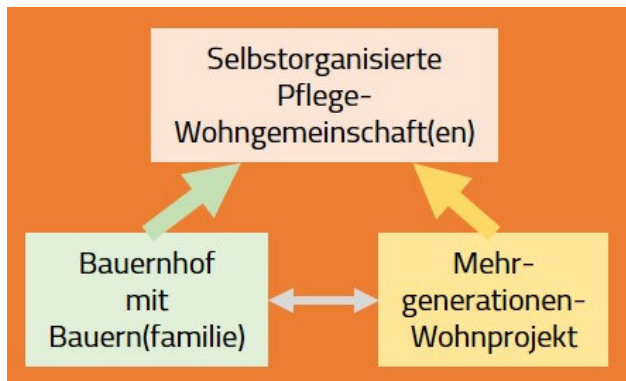 Selbstorganisierte
Pflege-
Wohngemeinschaft(en)
Bauernhof
mit
Bauern(familie)
Mehr-
generationen-
Wohnprojekt